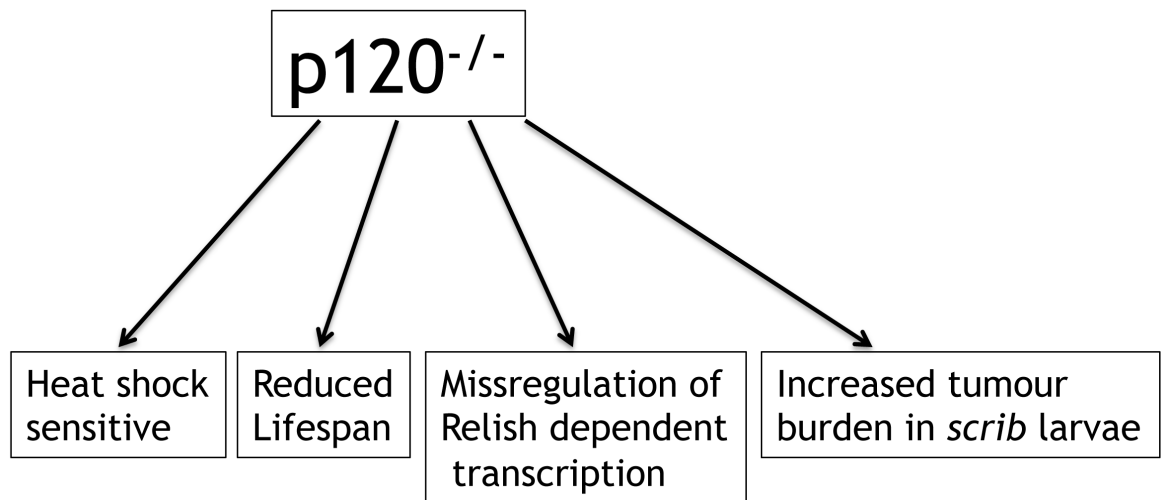 p120-/-
Heat shock
sensitive
Reduced
Lifespan
Missregulation of
Relish dependent
transcription
Increased tumour
burden in scrib larvae